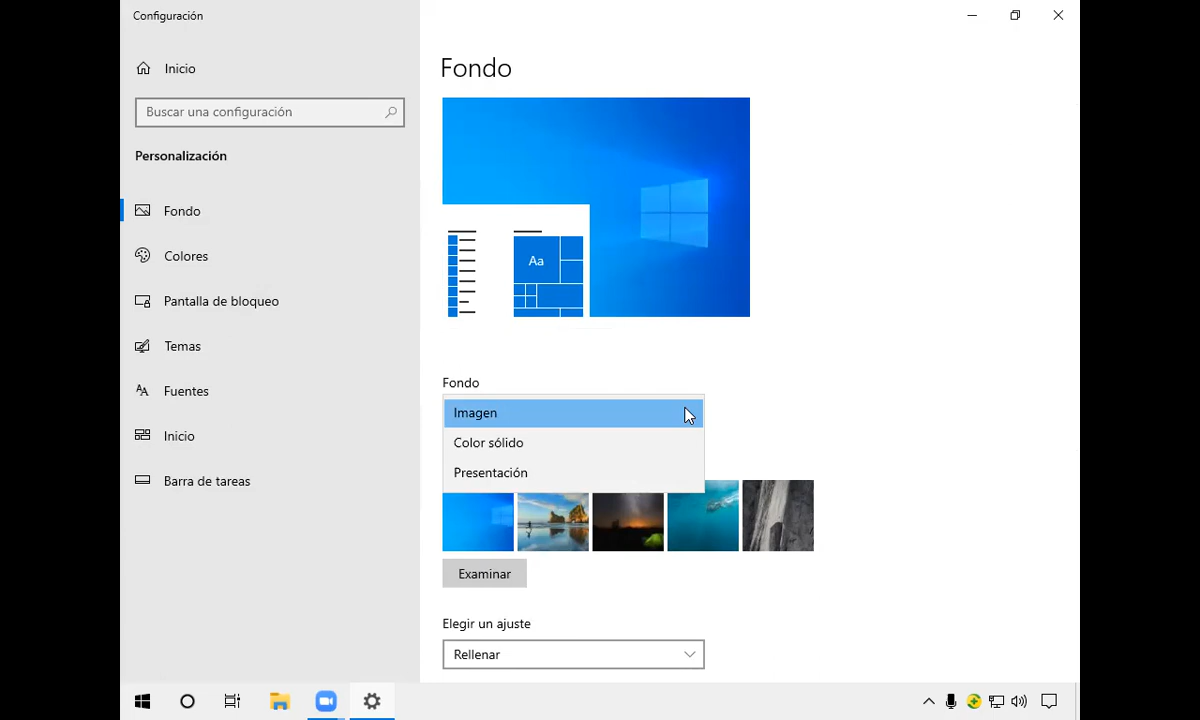 Configuración
Inicio
Buscar una configuración
Personalización
Fondo
Colores
Pantalla de bloqueo
Temas
Fuentes
Inicio
Barra de tareas
Fondo
Aa
Fondo
Imagen
Color sólido
Presentación
Examinar
Elegir un ajuste
Rellenar